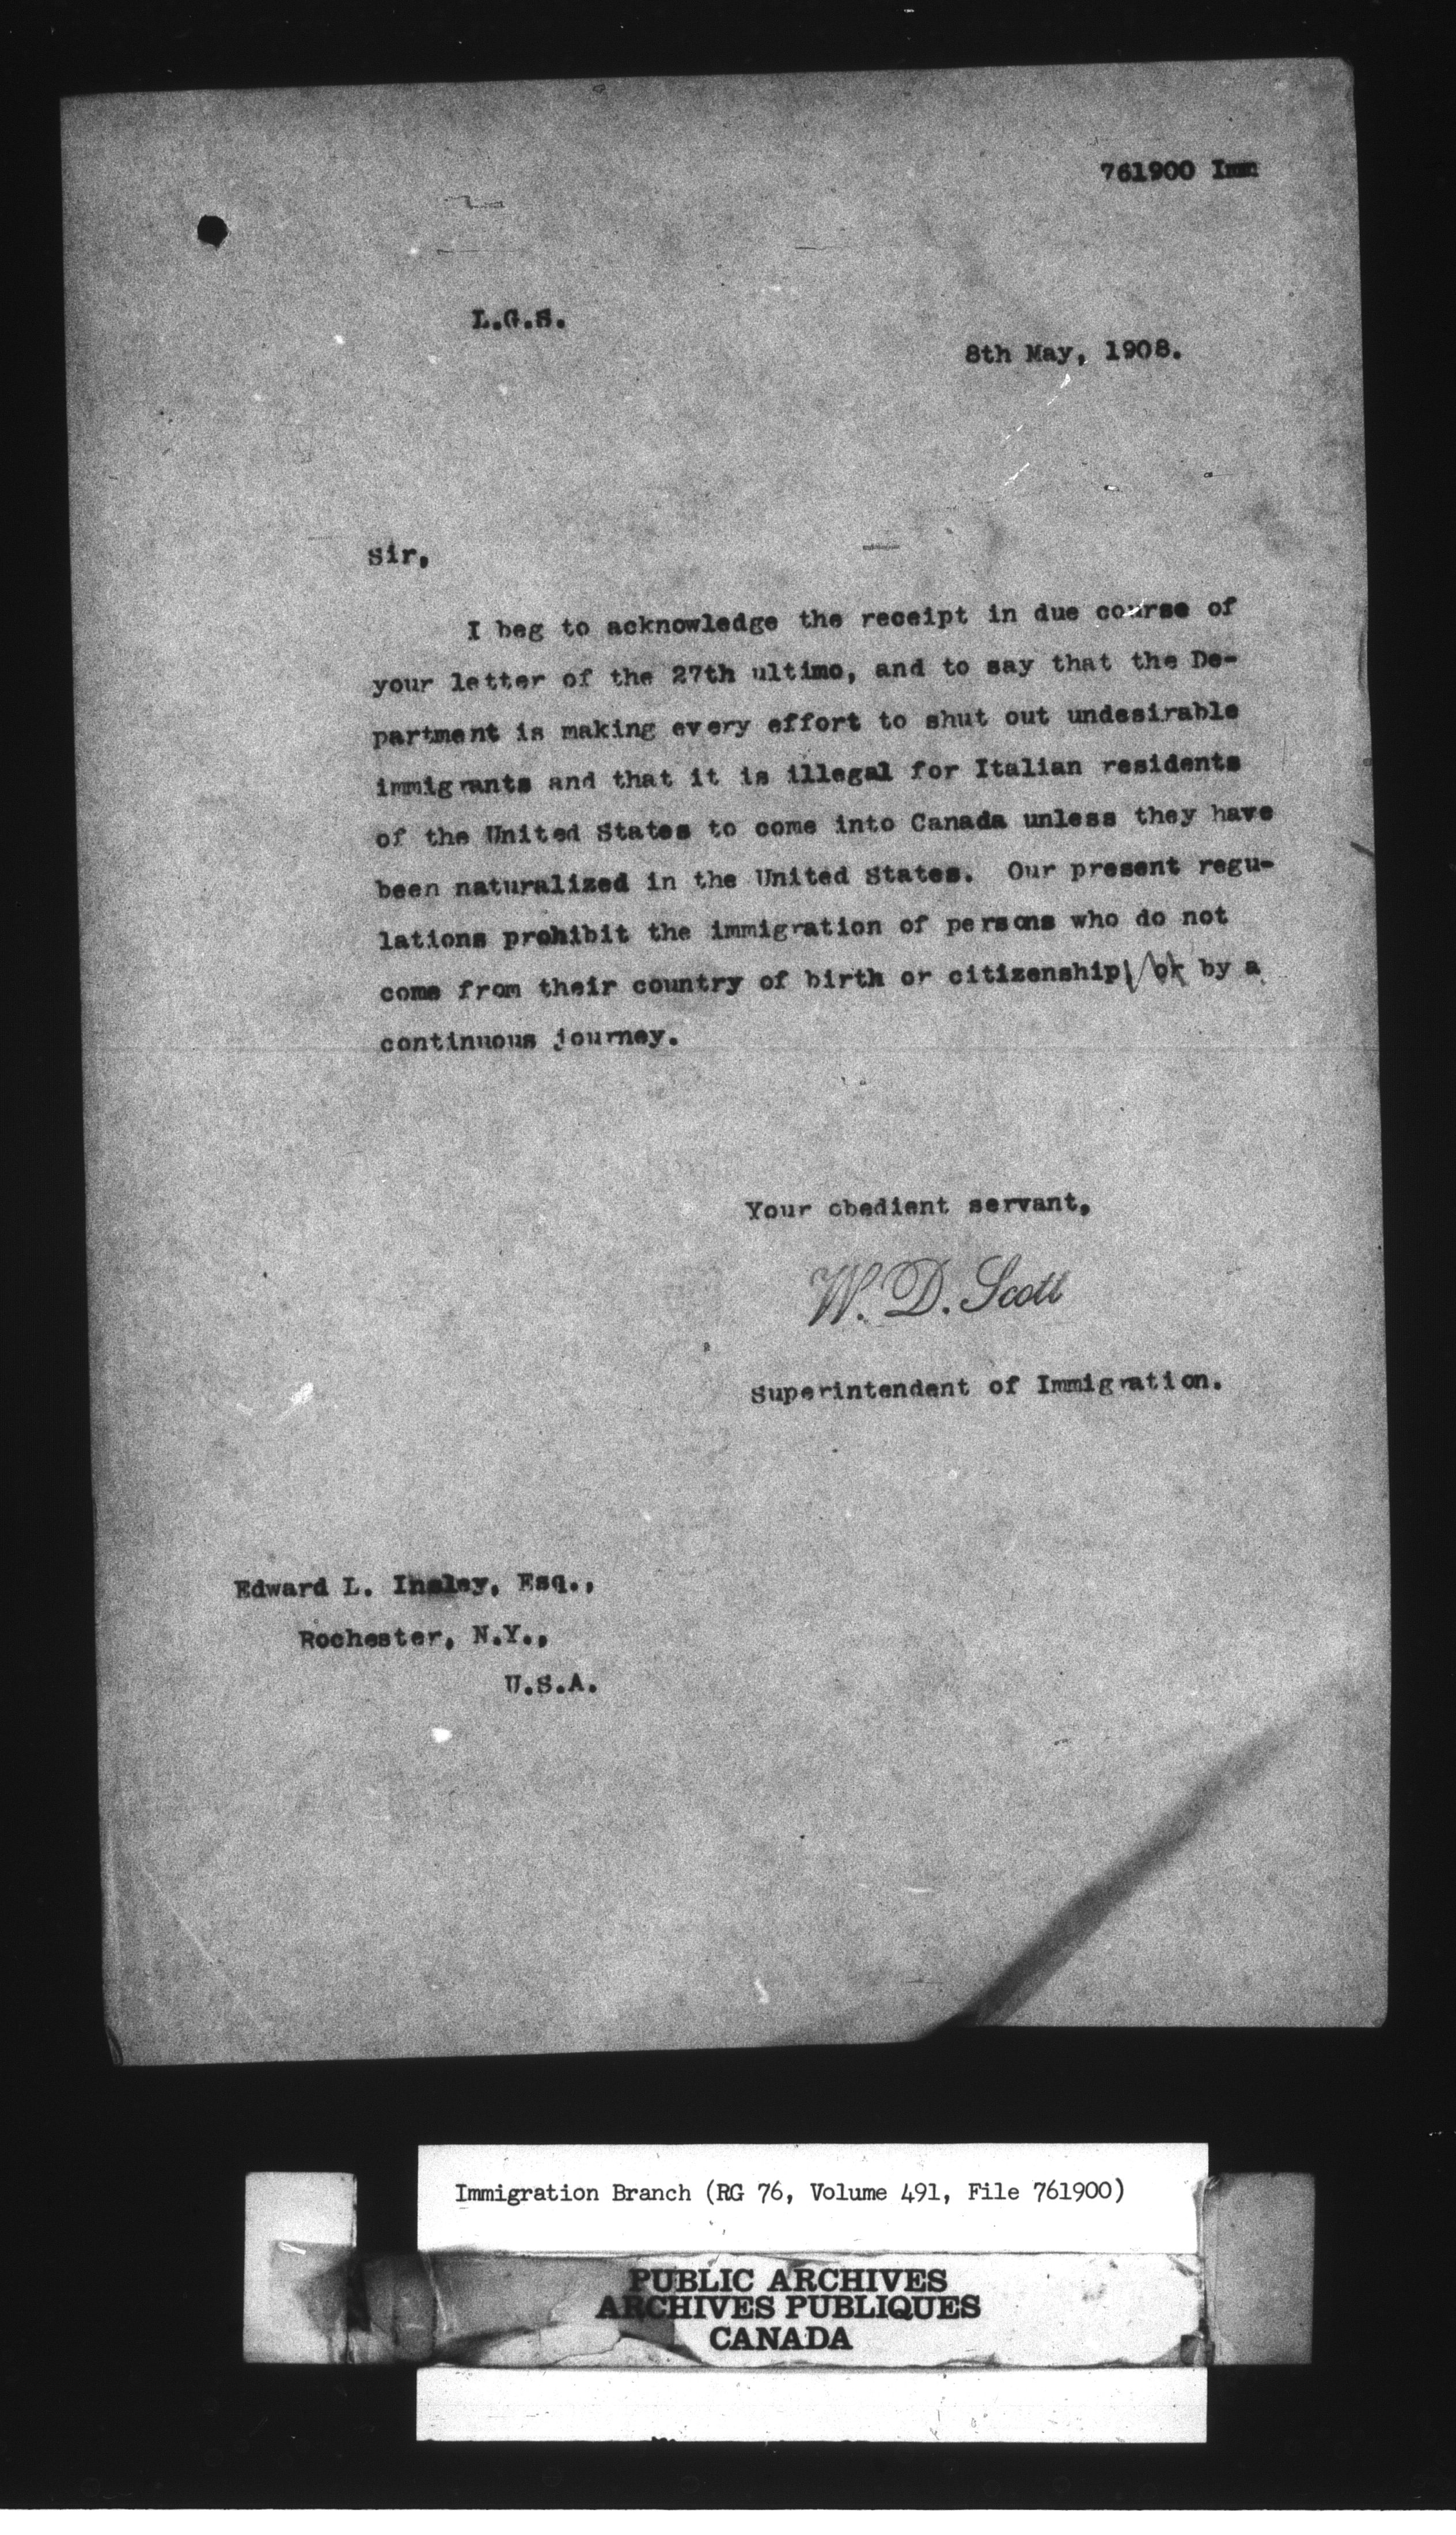 761900 Imm
L.G.S.
8th May, 1908.
Sir,
I beg to acknowledge the receipt in due course of
your letter of the 27th ultimo, and to say that the De-
partment is making every effort to shut out undesirable
immigrants and that it is illegal for Italian residents
of the United States to come into Canada unless they have
been naturalized in the United States. Our present regu-
lations prohibit the immigration of persons who do not
come from their country of birth or citizenship by a
continuous journey.
Your obedient servant,
W. D. Scott
Superintendent of Immigration.
Edward L. Insley, Esq.,
Rochester, N.Y.,
U.S.A.
Immigration Branch (RG 76, Volume 491, File 761900)
PUBLIC ARCHIVES
ARCHIVES PUBLIQUES
CANADA